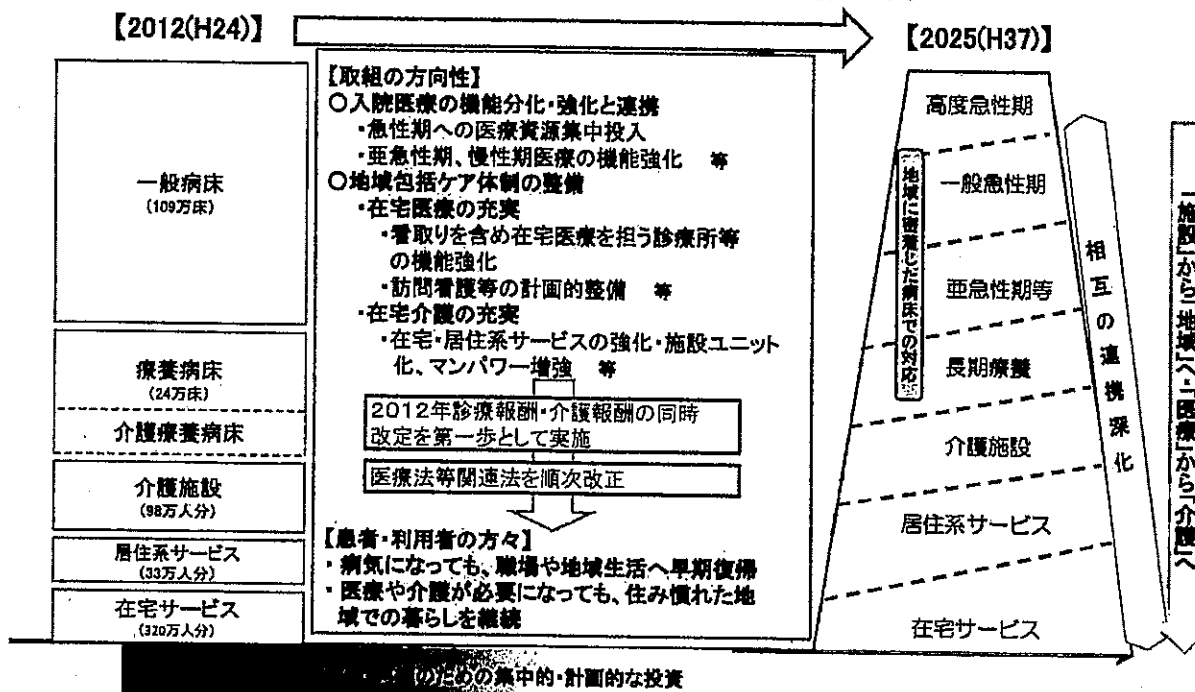 【2012(H24)】
【2025(H37)】
一般病床
(109万床)
療養病床
(24万床)
介護療養病床
介護施設
(98万人分)
居住系サービス
(33万人分)
在宅サービス
(320万人分)
【取組の方向性】
○入院医療の機能分化・強化と連携
・急性期への医療資源集中投入
・亜急性期、慢性期医療の機能強化 等
○地域包括ケア体制の整備
・在宅医療の充実
・看取りを含め在宅医療を担う診療所等
の機能強化
・訪問看護等の計画的整備 等
・在宅介護の充実
・在宅・居住系サービスの強化・施設ユニット
化、マンパワー増強 等
2012年診療報酬・介護報酬の同時
改定を第一歩として実施
医療法等関連法を順次改正
【患者・利用者の方々】
・病気になっても、職場や地域生活へ早期復帰
・医療や介護が必要になっても、住み慣れた地
域での暮らしを継続
高度急性期
一般急性期
亜急性期等
長期療養
介護施設
居住系サービス
在宅サービス
地域に密着した病床での対応
相互の連携深化
「施設」から「地域」へ・「医療」から「介護」へ
のための集中的・計画的な投資